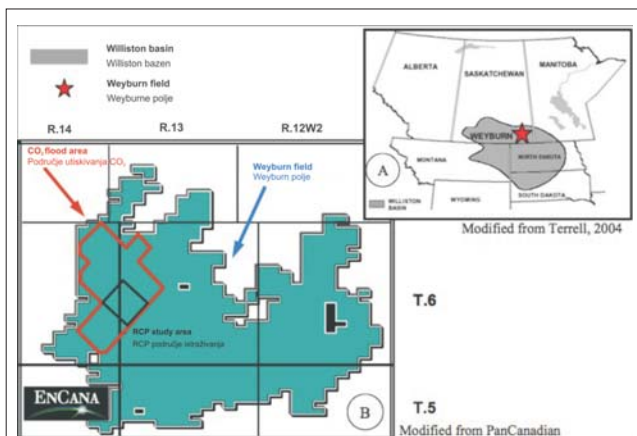 Williston basin
Williston bazen
Weyburn field
Weyburne polje
R.14
R.13
R.12W2
CO₂ flood area
Područje utiskivanja CO₂
Weyburn field
Weyburn polje
RCP study area
RCP područje istraživanja
ENCANA
B
T.6
T.5
Modified from PanCanadian
ALBERTA
SASKATCHEWAN
MANITOBA
WEYBURN
MONTANA
NORTH DAKOTA
SOUTH DAKOTA
WYOMING
A
WILLISTON
BASIN
Modified from Terrell, 2004